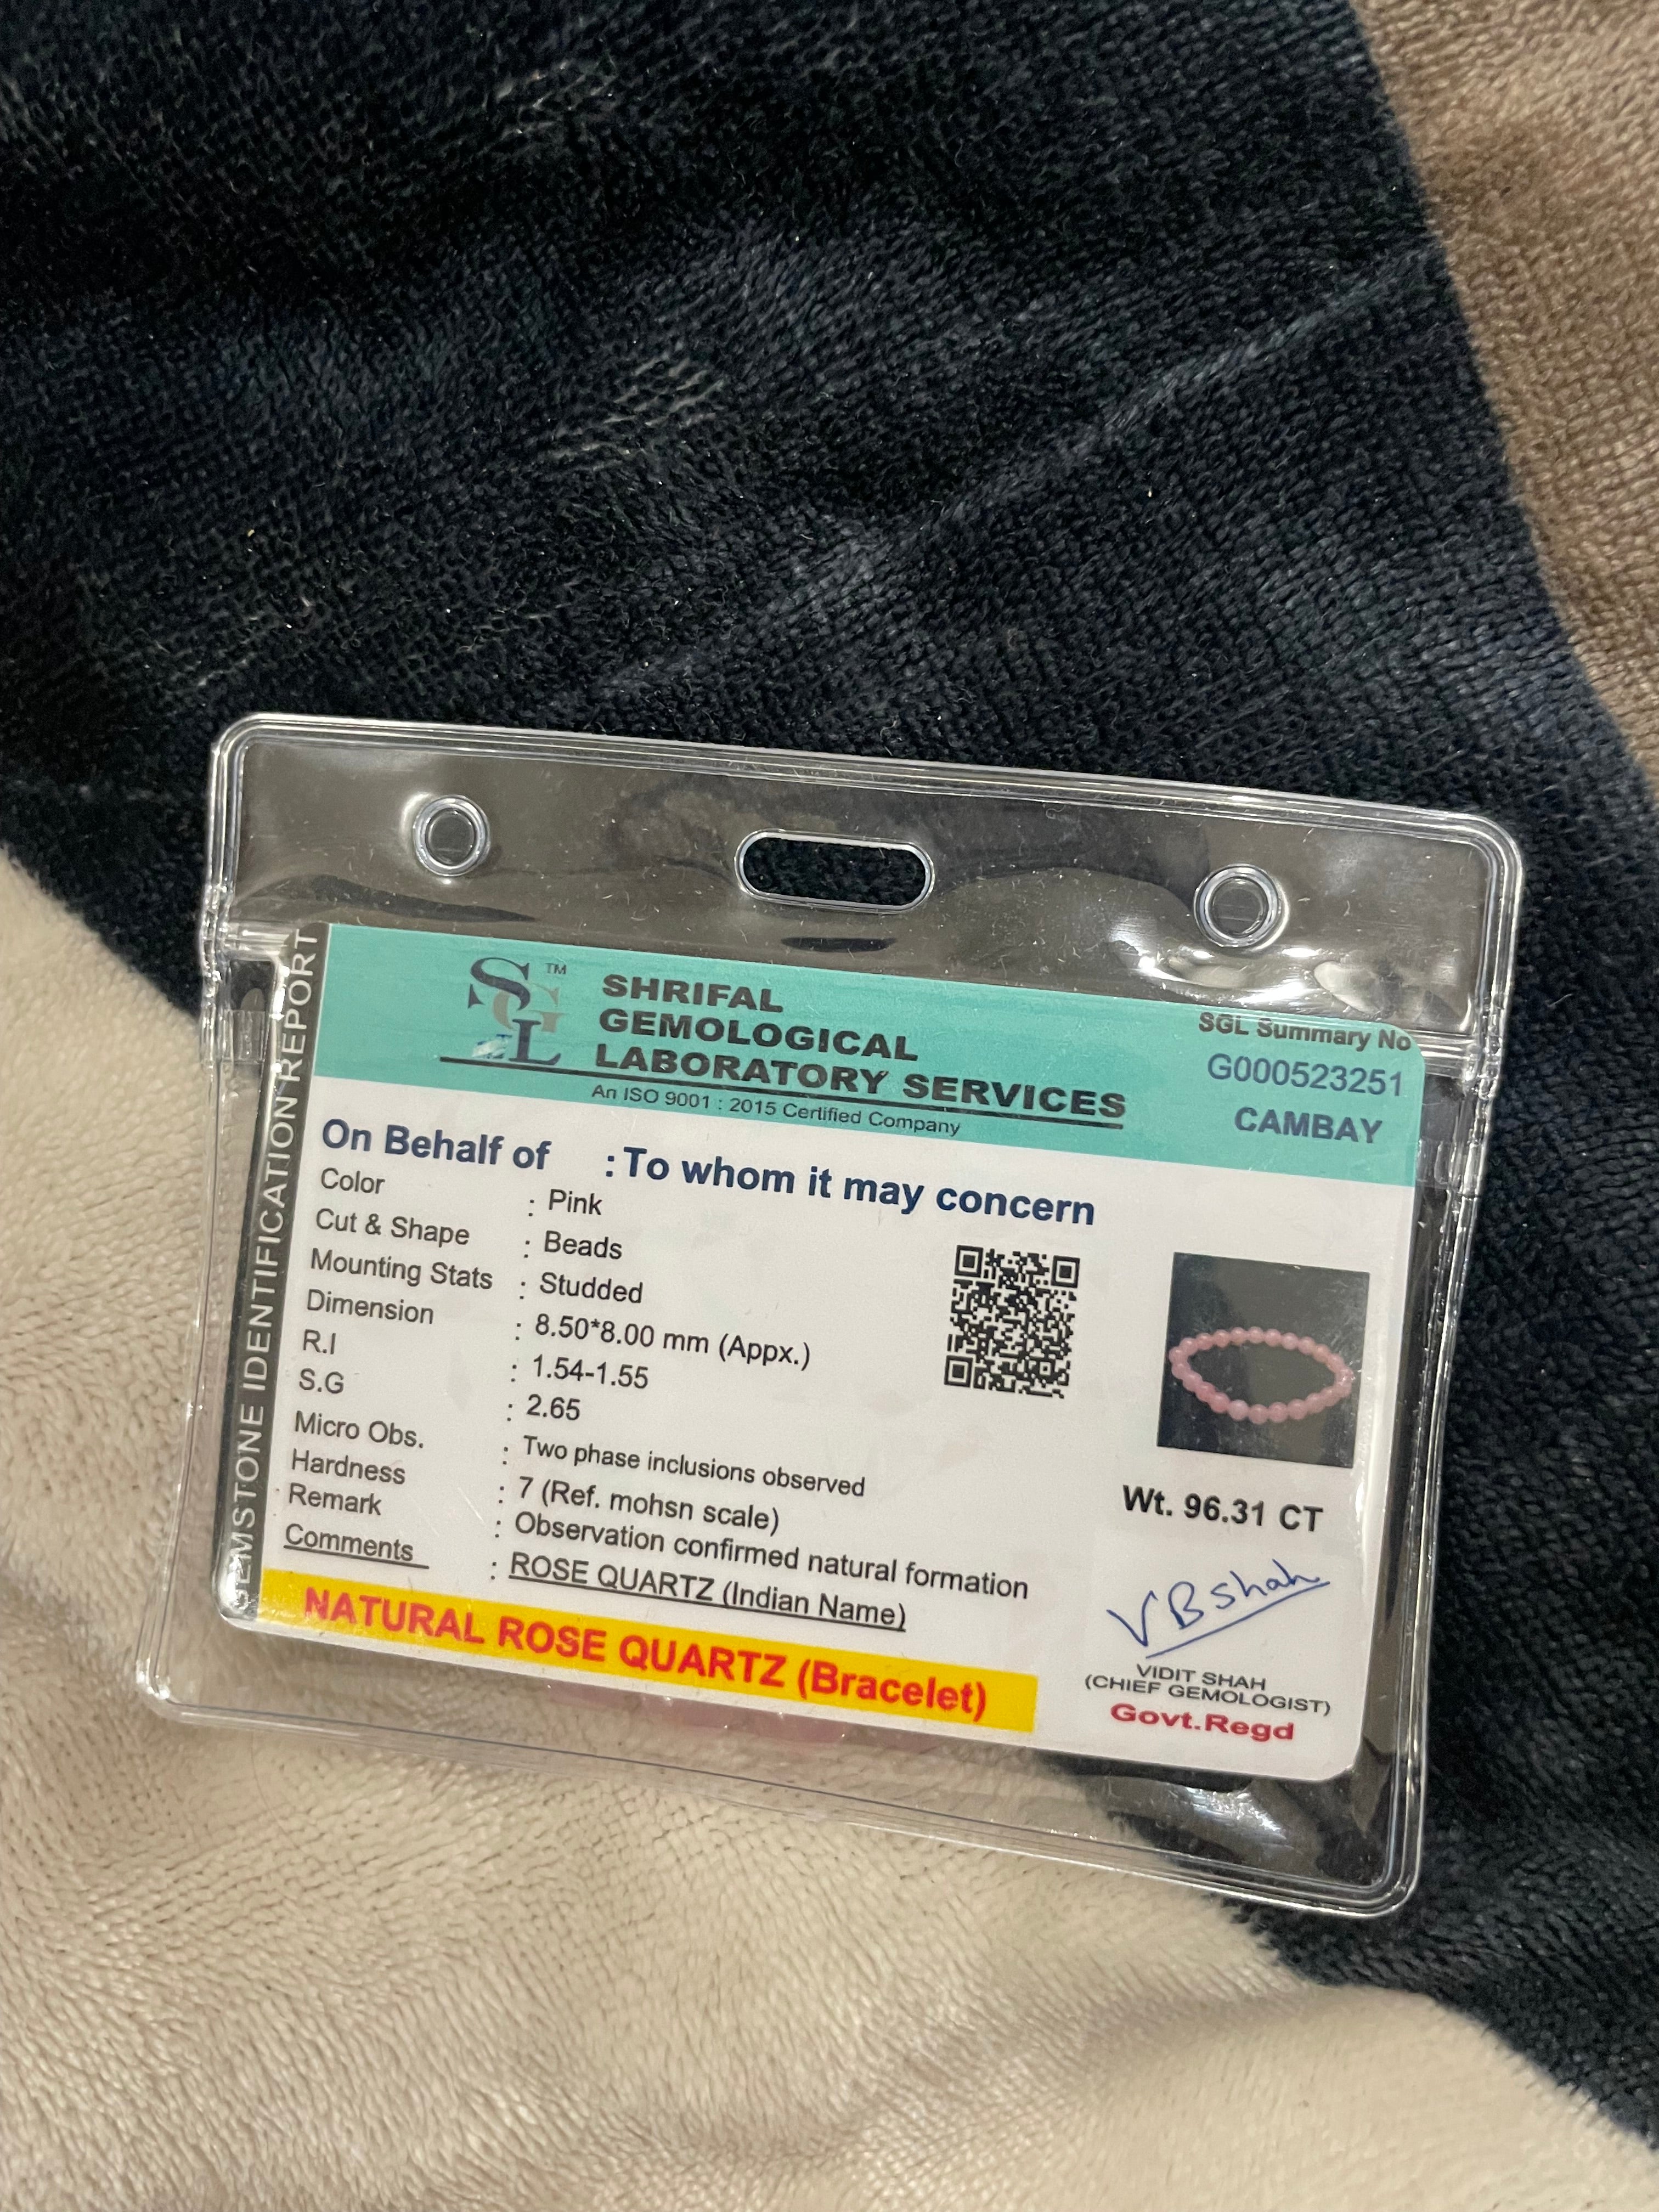 GEMSTONE IDENTIFICATION REPORT
SGL TM
SHRIFAL
GEMOLOGICAL
LABORATORY SERVICES
An ISO 9001 : 2015 Certified Company
SGL Summary No
G000523251
CAMBAY
On Behalf of : To whom it may concern
Color : Pink
Cut & Shape : Beads
Mounting Stats : Studded
Dimension : 8.50*8.00 mm (Appx.)
R.I : 1.54-1.55
S.G : 2.65
Micro Obs. : Two phase inclusions observed
Hardness : 7 (Ref. mohsn scale)
Remark : Observation confirmed natural formation
Comments : ROSE QUARTZ (Indian Name)
NATURAL ROSE QUARTZ (Bracelet)
Wt. 96.31 CT
VBshah
VIDIT SHAH
(CHIEF GEMOLOGIST)
Govt.Regd